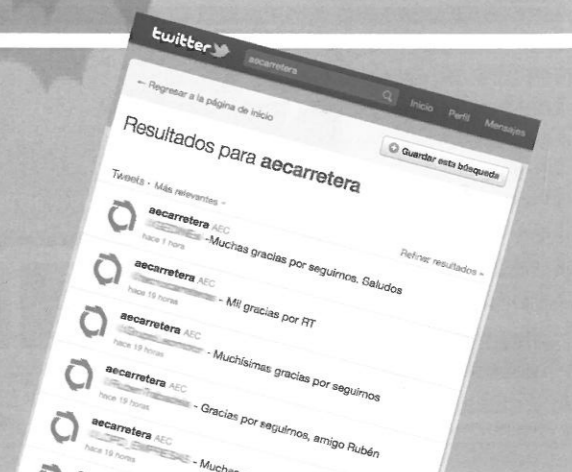 twitter
aecarretera
Inicio Perfil Mensajes
← Regresar a la página de inicio
Guardar esta búsqueda
Resultados para aecarretera
Tweets · Más relevantes
Refinar resultados »
aecarretera AEC
-Muchas gracias por seguirnos. Saludos
hace 1 hora
aecarretera AEC
- Mil gracias por RT
hace 19 horas
aecarretera AEC
- Muchísimas gracias por seguirnos
hace 19 horas
aecarretera AEC
- Gracias por seguirnos, amigo Rubén
hace 19 horas
aecarretera AEC
- Muchas
hace 19 horas